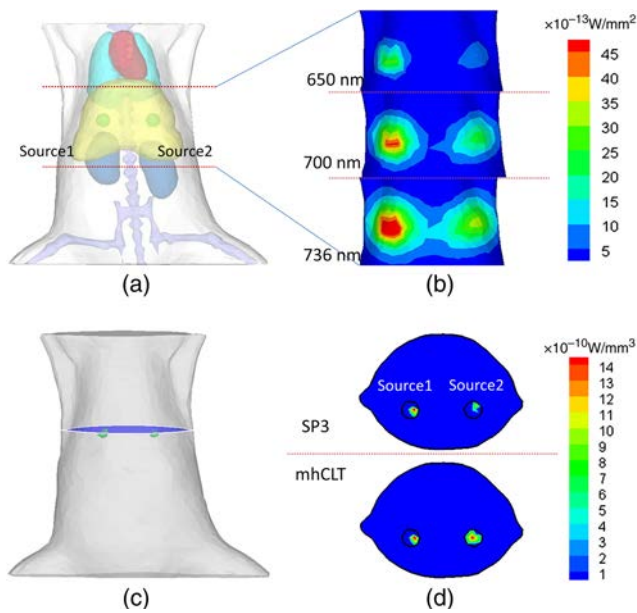 Source1
Source2
(a)
650 nm
700 nm
736 nm
(b)
×10−13W/mm2
45
40
35
30
25
20
15
10
5
(c)
Source1
Source2
SP3
mhCLT
(d)
×10−10W/mm3
14
13
12
11
10
9
8
7
6
5
4
3
2
1